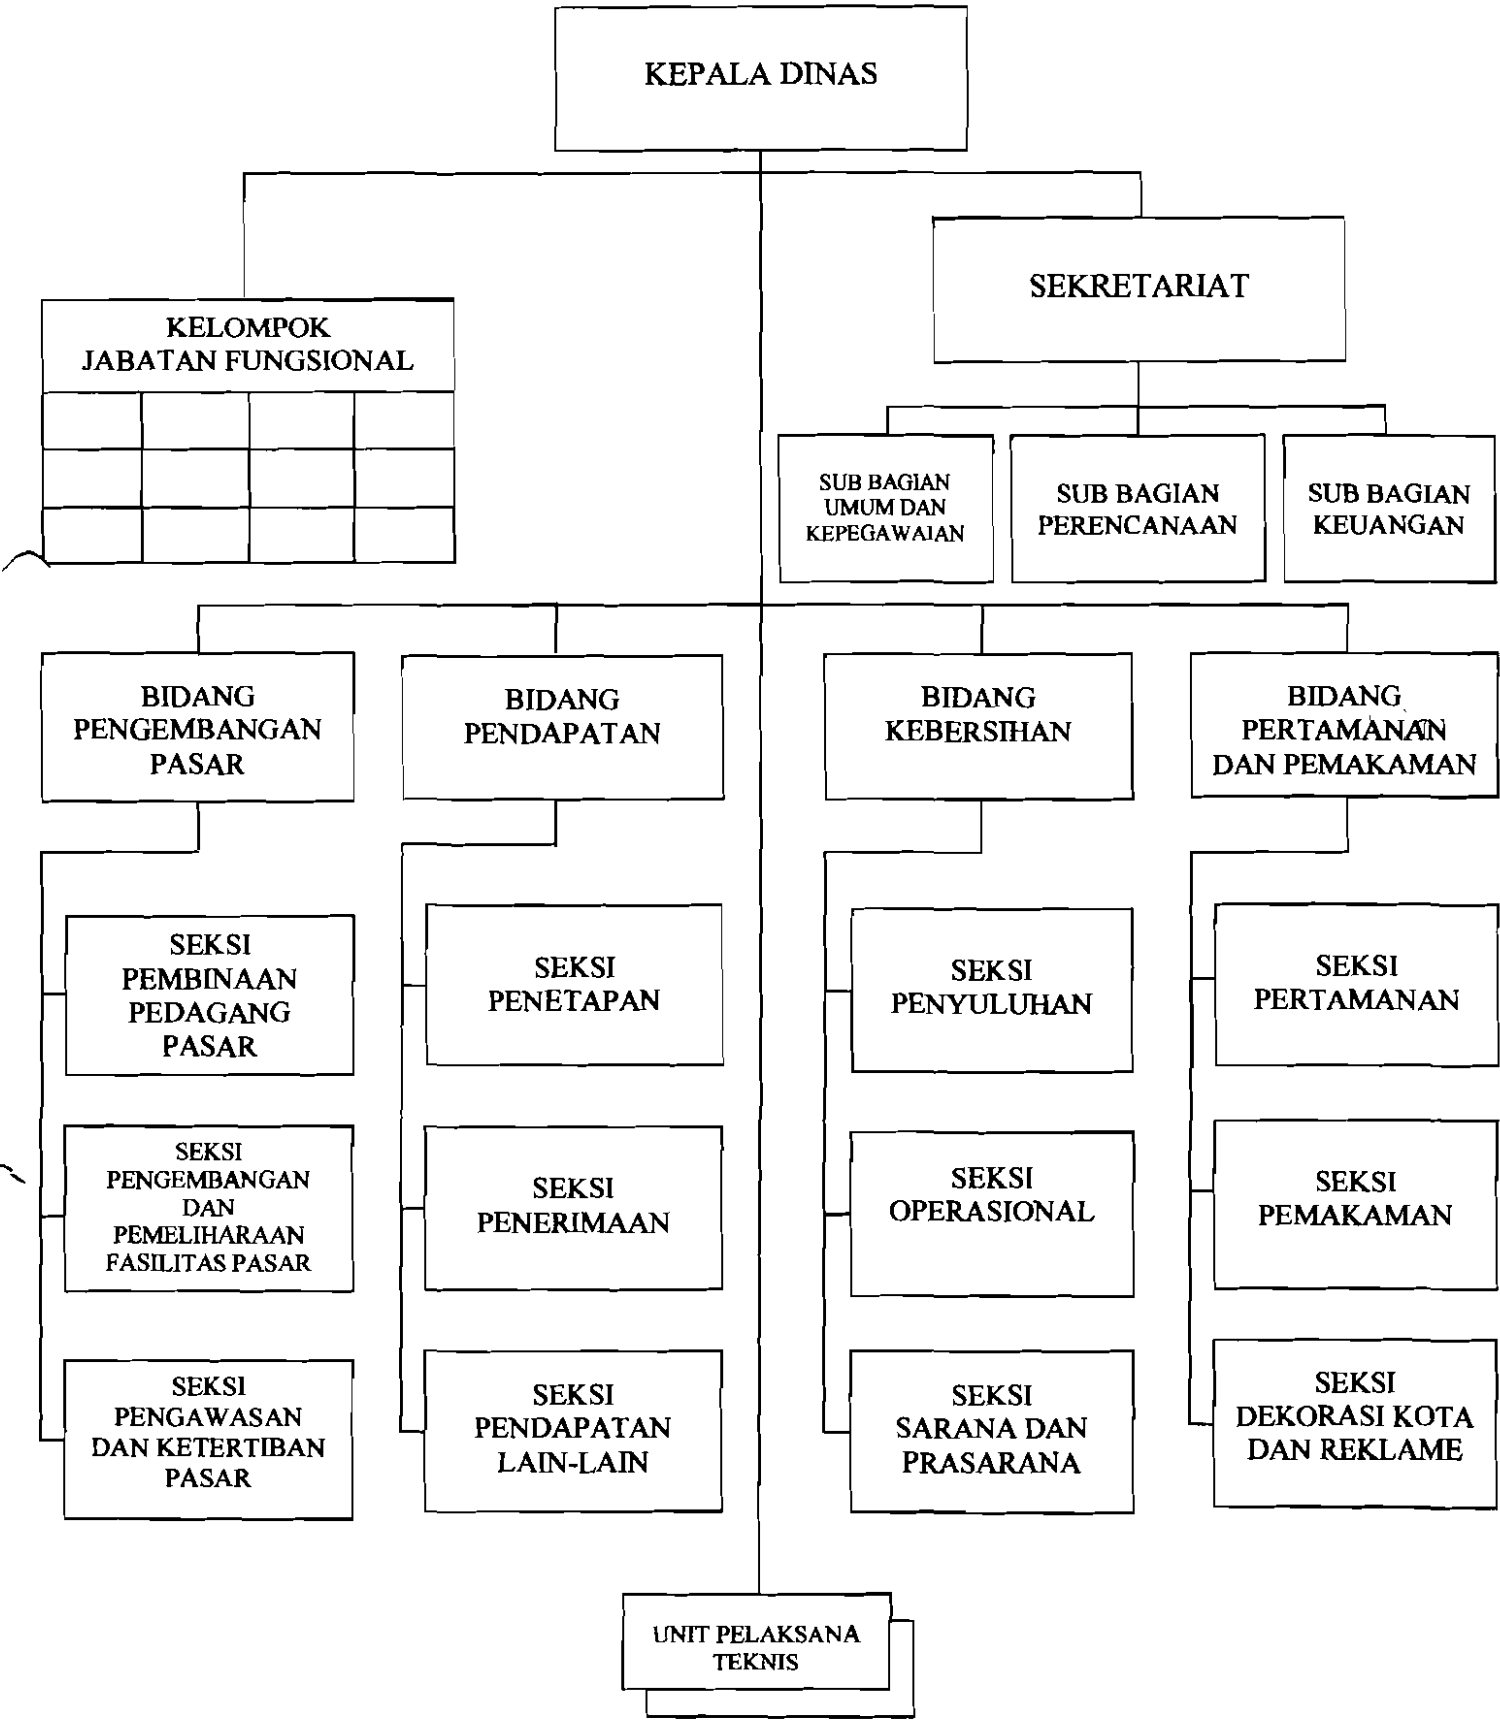 KEPALA DINAS
SEKRETARIAT
KELOMPOK
JABATAN FUNGSIONAL
SUB BAGIAN
UMUM DAN
KEPEGAWAIAN
SUB BAGIAN
PERENCANAAN
SUB BAGIAN
KEUANGAN
BIDANG
PENGEMBANGAN
PASAR
BIDANG
PENDAPATAN
BIDANG
KEBERSIHAN
BIDANG
PERTAMANAN
DAN PEMAKAMAN
SEKSI
PEMBINAAN
PEDAGANG
PASAR
SEKSI
PENETAPAN
SEKSI
PENYULUHAN
SEKSI
PERTAMANAN
SEKSI
PENGEMBANGAN
DAN
PEMELIHARAAN
FASILITAS PASAR
SEKSI
PENERIMAAN
SEKSI
OPERASIONAL
SEKSI
PEMAKAMAN
SEKSI
PENGAWASAN
DAN KETERTIBAN
PASAR
SEKSI
PENDAPATAN
LAIN-LAIN
SEKSI
SARANA DAN
PRASARANA
SEKSI
DEKORASI KOTA
DAN REKLAME
UNIT PELAKSANA
TEKNIS